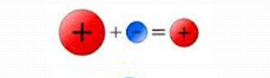 + + - = +